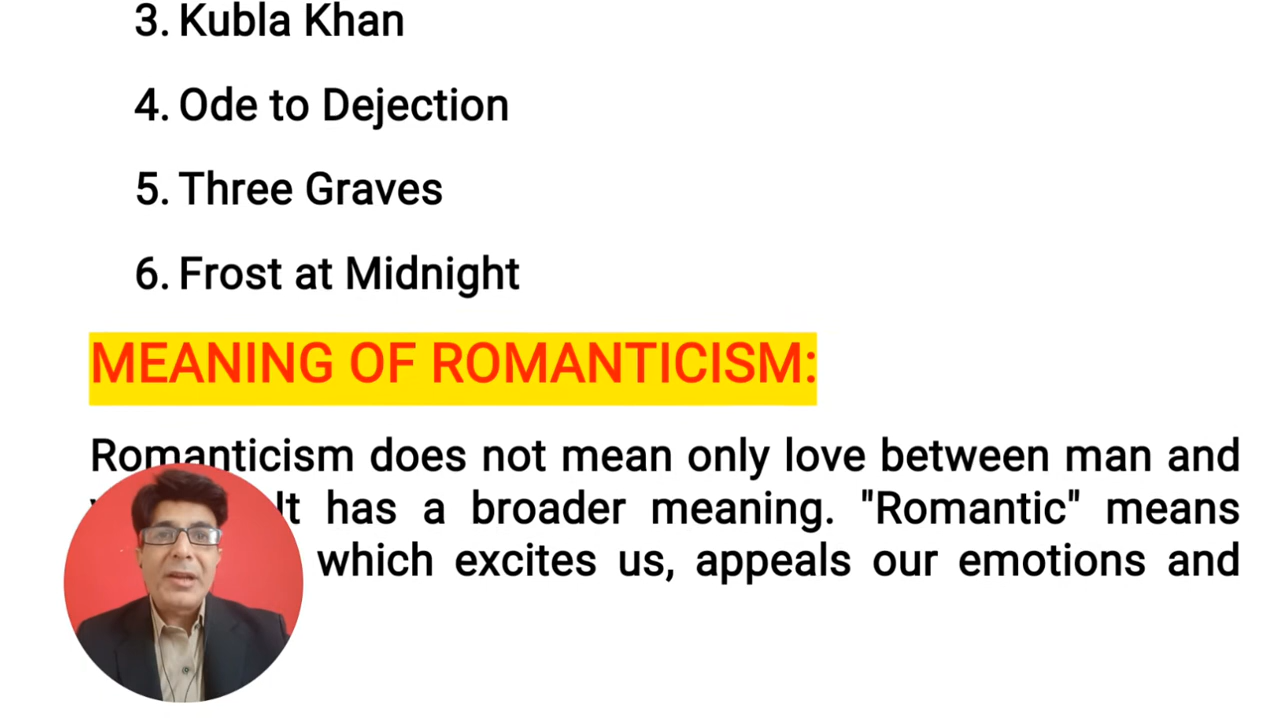 3. Kubla Khan
4. Ode to Dejection
5. Three Graves
6. Frost at Midnight
MEANING OF ROMANTICISM:
Romanticism does not mean only love between man and
It has a broader meaning. "Romantic" means
which excites us, appeals our emotions and